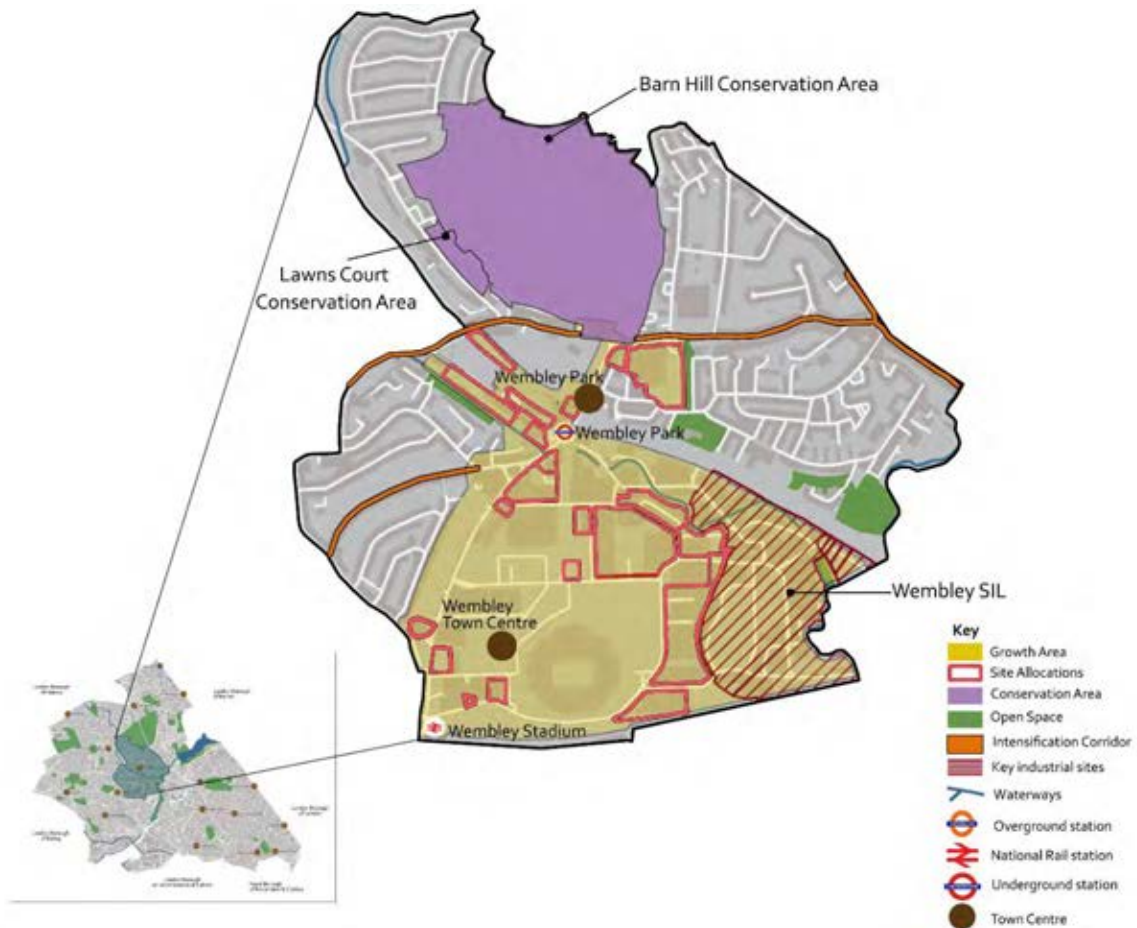 Barn Hill Conservation Area
Lawns Court
Conservation Area
Wembley Park
Wembley Park
Wembley SIL
Wembley
Town Centre
Wembley Stadium
Key
Growth Area
Site Allocations
Conservation Area
Open Space
Intensification Corridor
Key industrial sites
Waterways
Overground station
National Rail station
Underground station
Town Centre